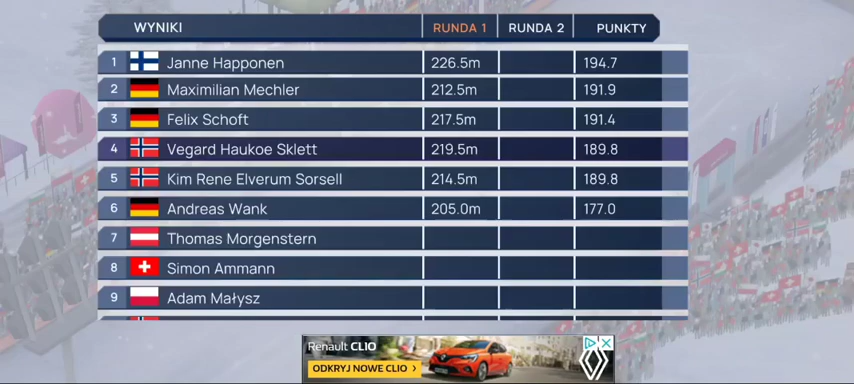 WYNIKI RUNDA 1 RUNDA 2 PUNKTY
1 Janne Happonen 226.5m 194.7
2 Maximilian Mechler 212.5m 191.9
3 Felix Schoft 217.5m 191.4
4 Vegard Haukoe Sklett 219.5m 189.8
5 Kim Rene Elverum Sorsell 214.5m 189.8
6 Andreas Wank 205.0m 177.0
7 Thomas Morgenstern
8 Simon Ammann
9 Adam Małysz
Renault CLIO
ODKRYJ NOWE CLIO >